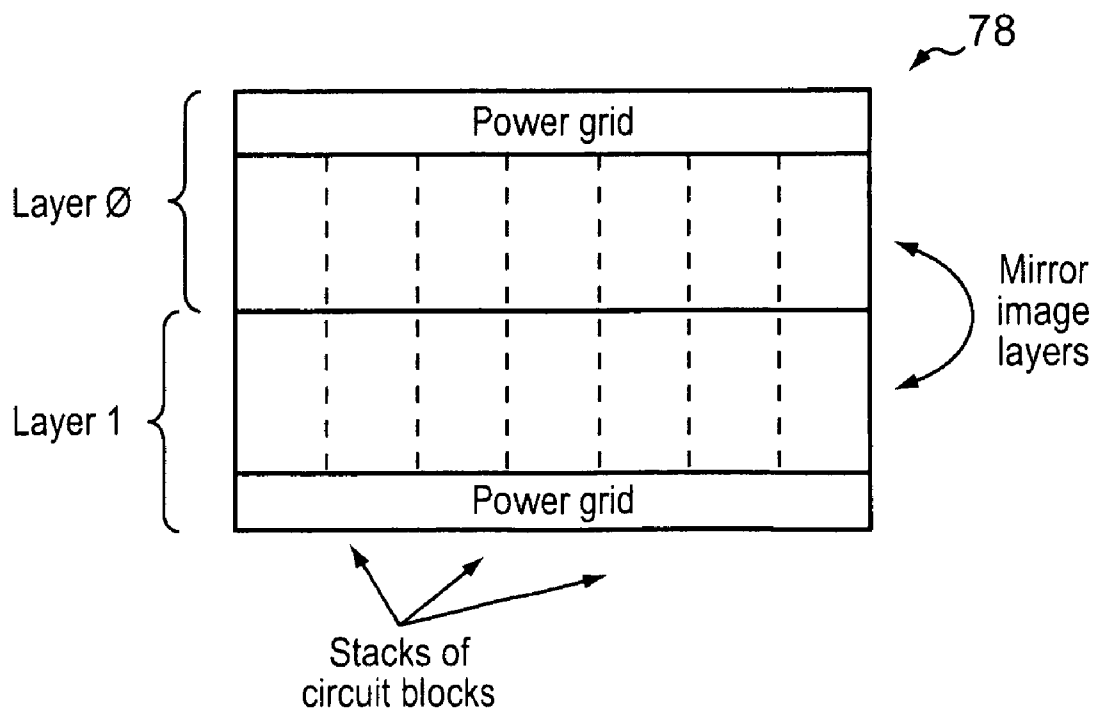 78
Power grid
Layer Ø
Mirror
image
layers
Layer 1
Power grid
Stacks of
circuit blocks